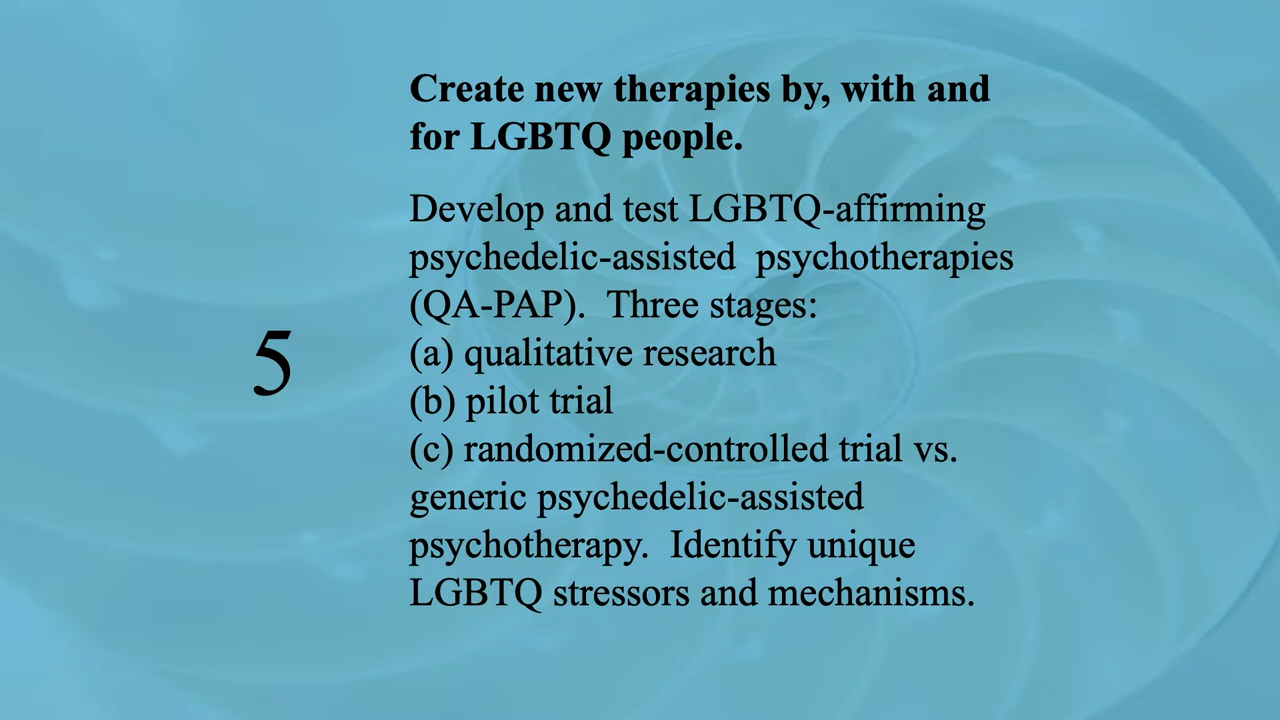 Create new therapies by, with and
for LGBTQ people.
Develop and test LGBTQ-affirming
psychedelic-assisted  psychotherapies
(QA-PAP).  Three stages:
(a) qualitative research
(b) pilot trial
(c) randomized-controlled trial vs.
generic psychedelic-assisted
psychotherapy.  Identify unique
LGBTQ stressors and mechanisms.
5